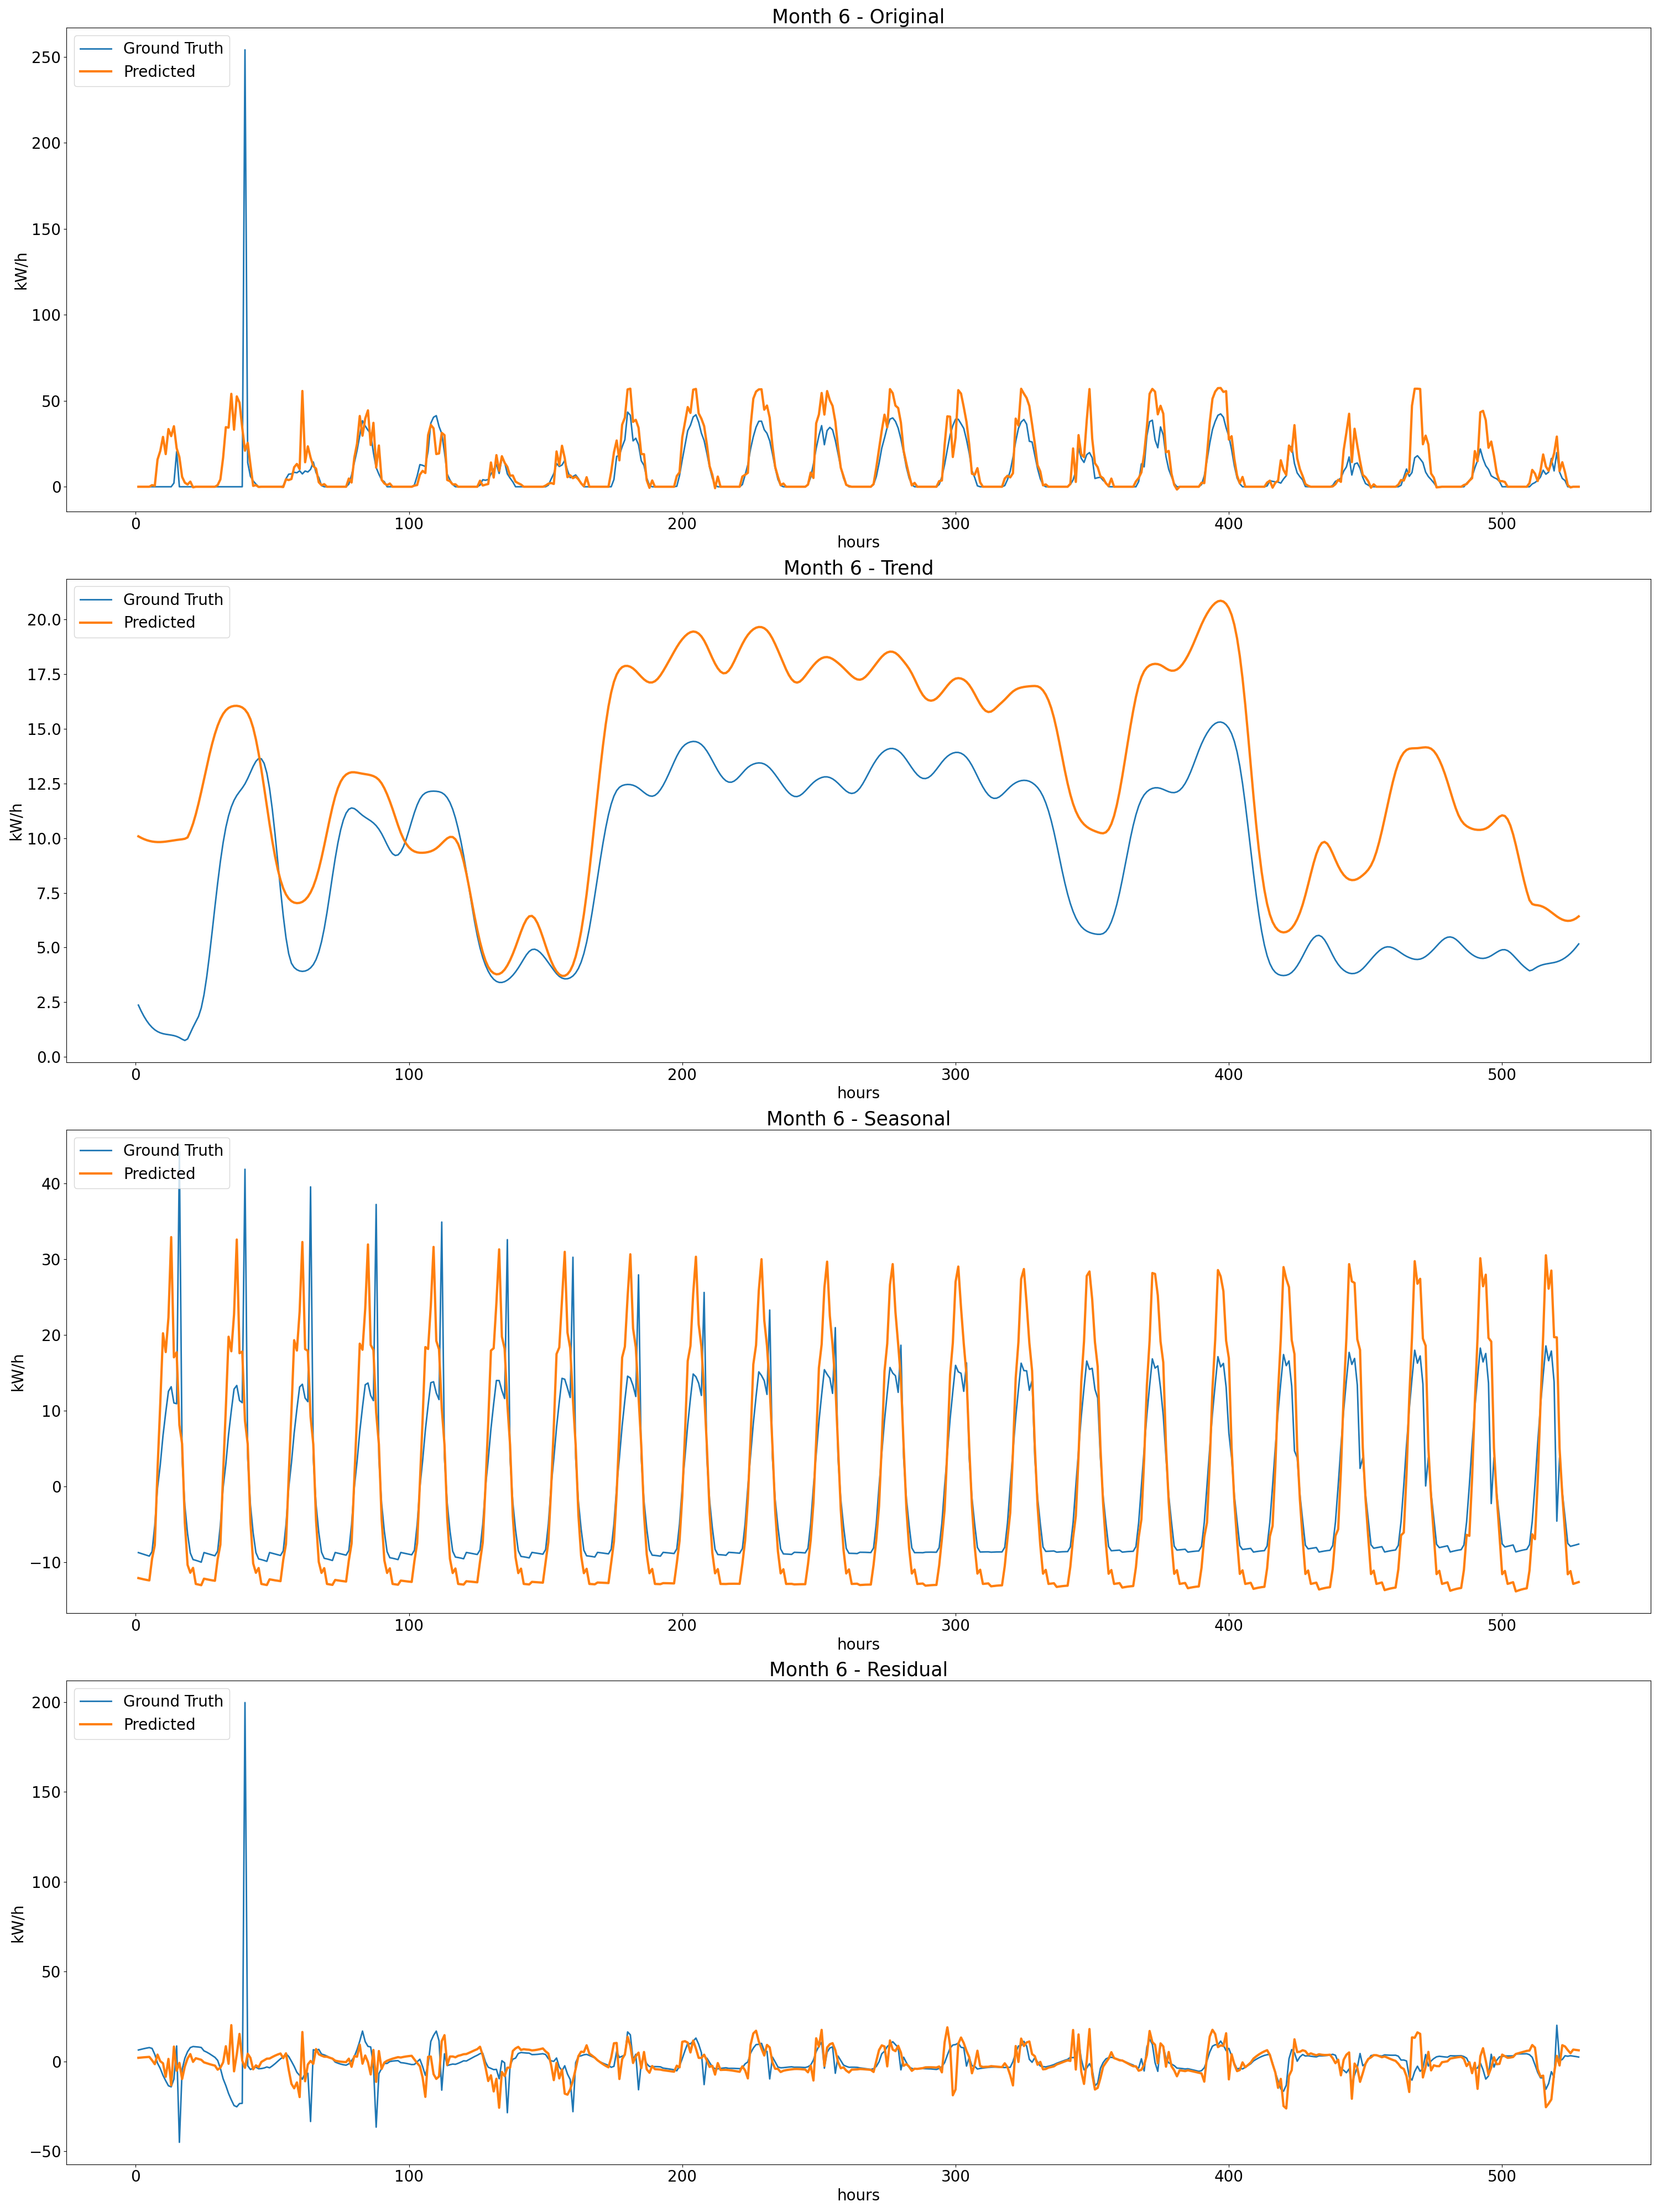 Month 6 - Original
Ground Truth
Predicted
250
200
150
100
50
0
kW/h
0 100 200 300 400 500
hours
Month 6 - Trend
Ground Truth
Predicted
20.0
17.5
15.0
12.5
10.0
7.5
5.0
2.5
0.0
kW/h
0 100 200 300 400 500
hours
Month 6 - Seasonal
Ground Truth
Predicted
40
30
20
10
0
−10
kW/h
0 100 200 300 400 500
hours
Month 6 - Residual
Ground Truth
Predicted
200
150
100
50
0
−50
kW/h
0 100 200 300 400 500
hours